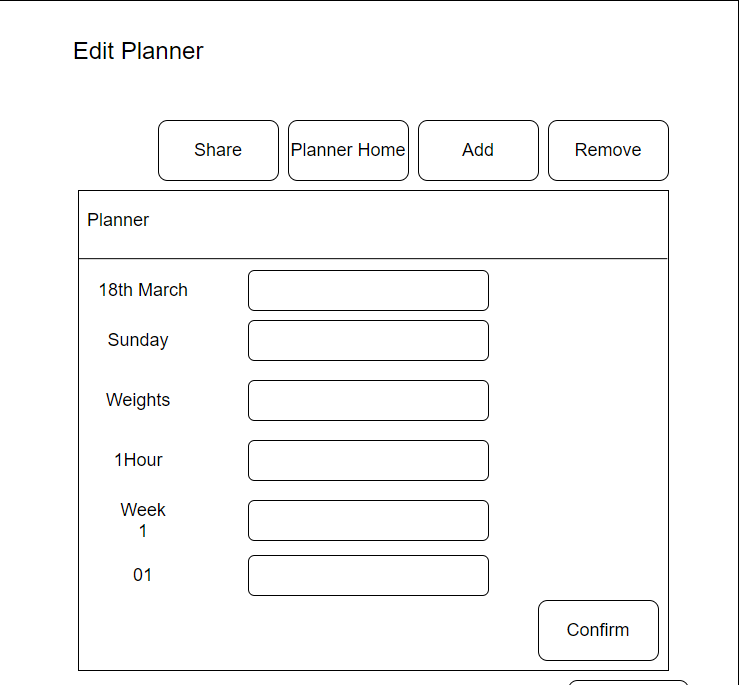 Edit Planner
Share Planner Home Add Remove
Planner
18th March
Sunday
Weights
1Hour
Week
1
01
Confirm